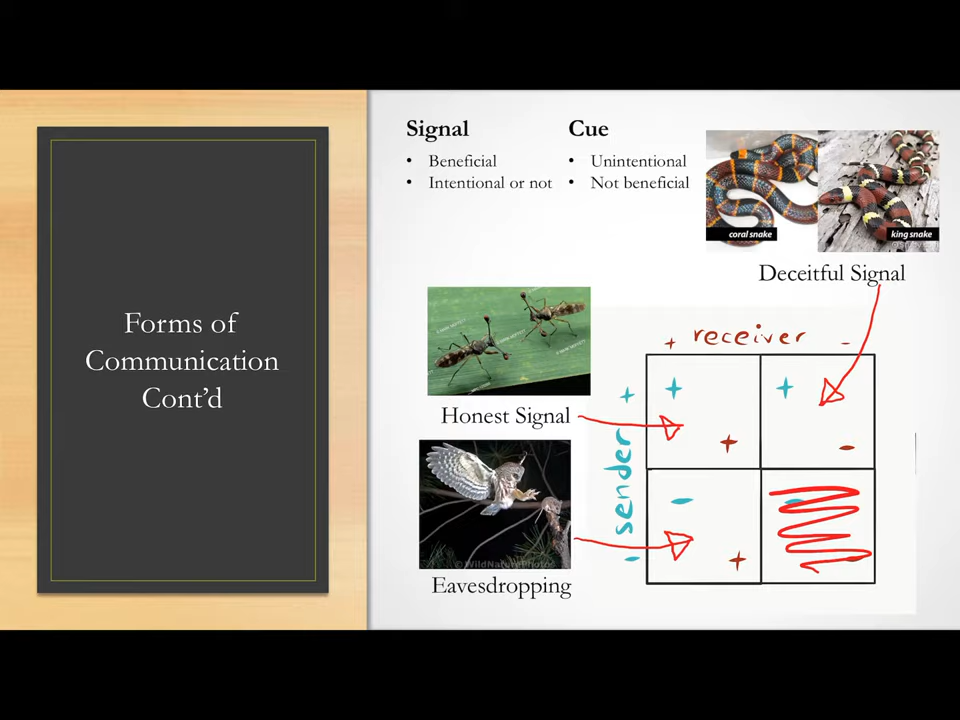 Forms of
Communication
Cont’d
Signal
• Beneficial
• Intentional or not
Cue
• Unintentional
• Not beneficial
coral snake
king snake
Deceitful Signal
Honest Signal
© WildNaturePhotos
Eavesdropping
+ receiver -
+ sender -
+ +
+ -
- +
- -